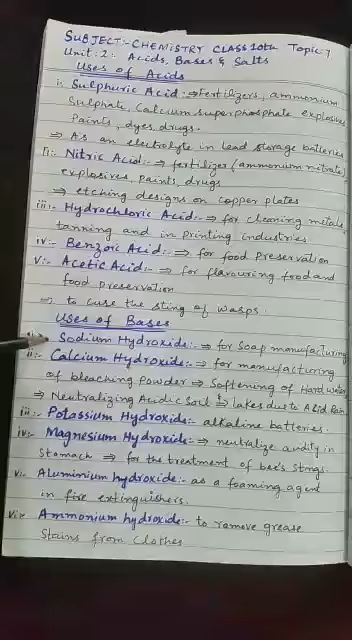 SUBJECT:- CHEMISTRY CLASS 10th Topic-7
Unit:2:- Acids, Bases & Salts
Uses of Acids
i. Sulphuric Acid:- ⇒ Fertilizers, ammonium
Sulphate, Calcium superphosphate explosives
Paints, dyes, drugs.
⇒ As an electrolyte in lead storage batteries
ii:- Nitric Acid:- ⇒ fertilizer (ammonium nitrate)
explosives, paints, drugs
⇒ etching designs on copper plates
iii:- Hydrochloric Acid:- ⇒ for cleaning metals,
tanning and in printing industries.
iv:- Benzoic Acid:- ⇒ for food Preservation
v:- Acetic Acid:- ⇒ for flavouring food and
food preservation
⇒ to cure the sting of wasps.
Uses of Bases
Sodium Hydroxide:- ⇒ for Soap manufacturing
ii:- Calcium Hydroxide:- ⇒ for manufacturing
of bleaching powder ⇒ Softening of Hard water
⇒ Neutralizing Acidic Soil & lakes due to Acid Rain.
iii:- Potassium Hydroxide:- alkaline batteries.
iv:- Magnesium Hydroxide:- ⇒ neutralize acidity in
Stomach ⇒ for the treatment of bee's stings.
v:- Aluminium hydroxide:- as a foaming agent
in fire extinguishers.
vi:- Ammonium hydroxide:- to ramove grease
Stains from clothes